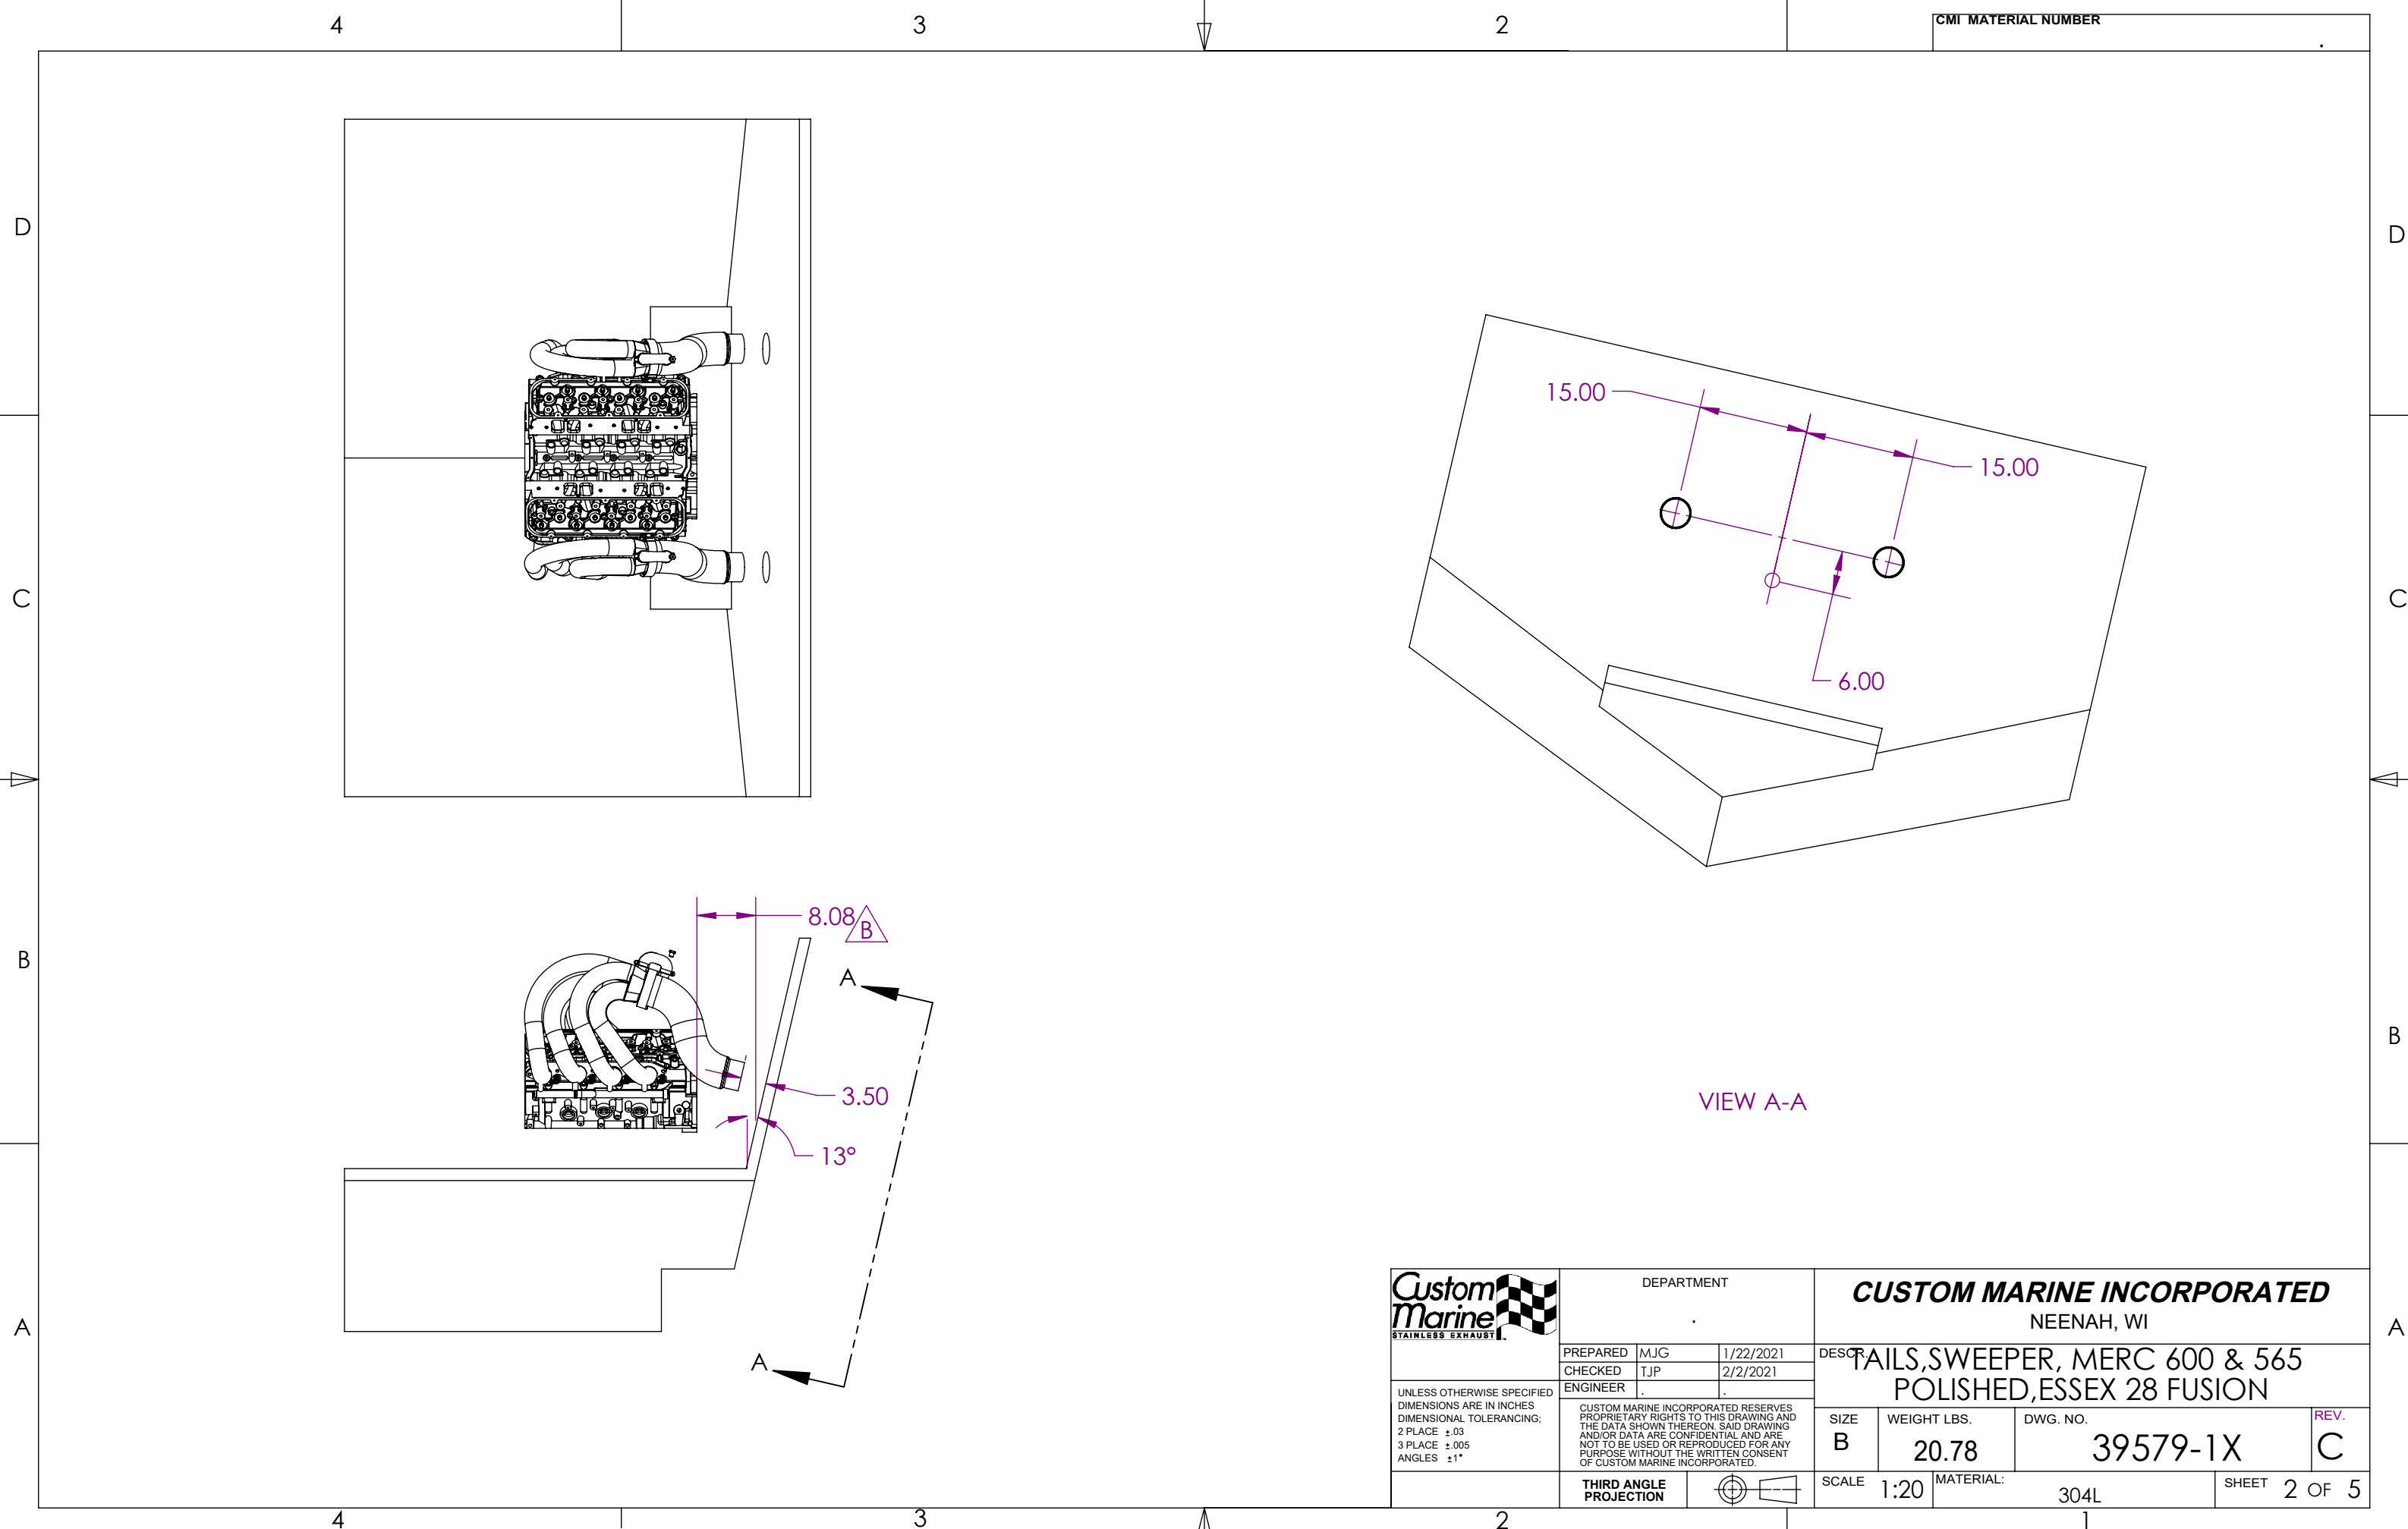 4
3
2
CMI MATERIAL NUMBER
.
D
D
15.00
15.00
C
C
6.00
8.08
B
B
A
B
3.50
VIEW A-A
13°
A
A
A
Custom
Marine
STAINLESS EXHAUST
DEPARTMENT
.
CUSTOM MARINE INCORPORATED
NEENAH, WI
PREPARED MJG 1/22/2021
CHECKED TJP 2/2/2021
ENGINEER . .
DESCR.
TAILS,SWEEPER, MERC 600 & 565
POLISHED,ESSEX 28 FUSION
UNLESS OTHERWISE SPECIFIED
DIMENSIONS ARE IN INCHES
DIMENSIONAL TOLERANCING;
2 PLACE ±.03
3 PLACE ±.005
ANGLES ±1°
CUSTOM MARINE INCORPORATED RESERVES
PROPRIETARY RIGHTS TO THIS DRAWING AND
THE DATA SHOWN THEREON. SAID DRAWING
AND/OR DATA ARE CONFIDENTIAL AND ARE
NOT TO BE USED OR REPRODUCED FOR ANY
PURPOSE WITHOUT THE WRITTEN CONSENT
OF CUSTOM MARINE INCORPORATED.
SIZE
B
WEIGHT LBS.
20.78
DWG. NO.
39579-1X
REV.
C
THIRD ANGLE
PROJECTION
SCALE 1:20
MATERIAL:
304L
SHEET 2 OF 5
4
3
2
1